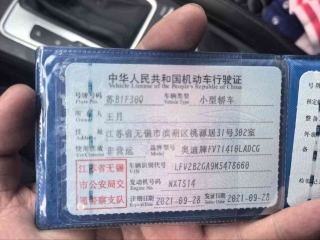 中华人民共和国机动车行驶证
Vehicle License of the People's Republic of China
号牌号码 苏B1F30Q 车辆类型 小型轿车
Plate No. Vehicle Type
所有人 王月
Owner
住址 江苏省无锡市滨湖区桃源居31号302室
Address
使用性质 非营运 品牌型号 奥迪牌FV71410LADCG
Use Character Model
江苏省无锡
市公安局交
通警察支队
车辆识别代号 LFV2B2GA9M5478660
VIN
发动机号码 NX7514
Engine No.
注册日期 2021-09-28 发证日期 2021-09-28
Register Date Issue Date